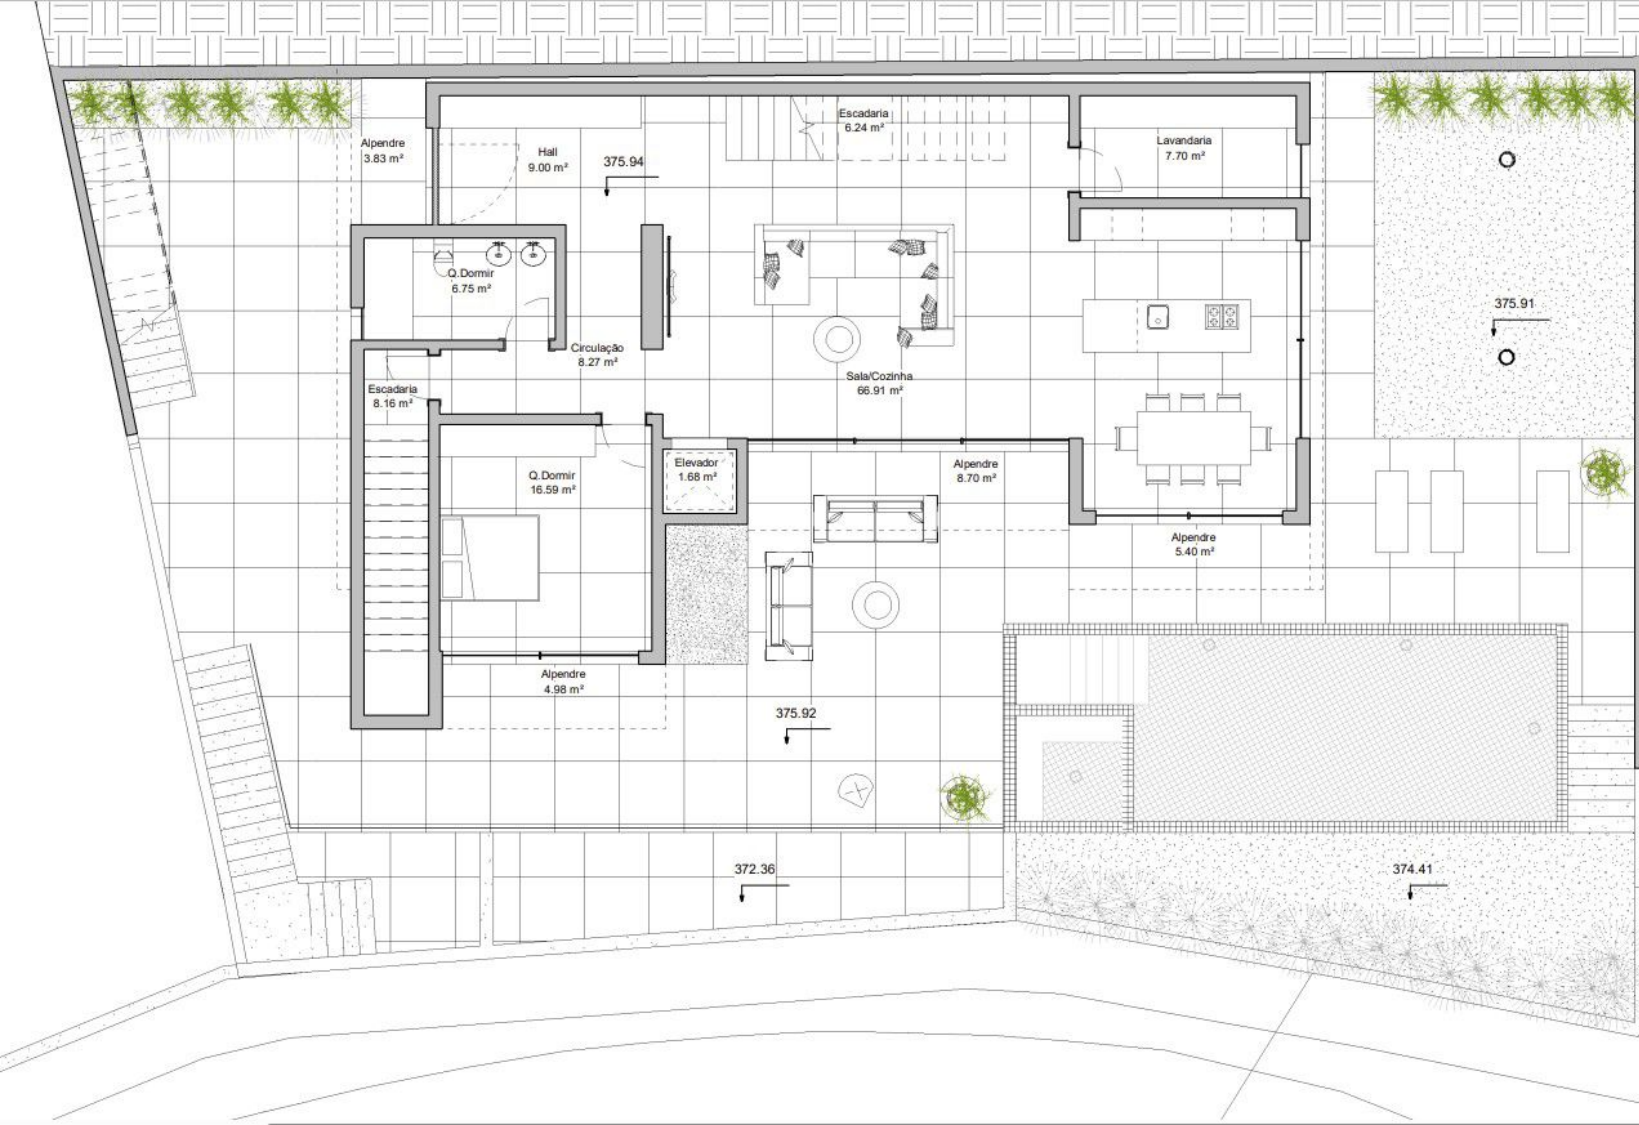 Escadaria
6.24 m²
Alpendre
3.83 m²
Hall
9.00 m²
375.94
Lavandaria
7.70 m²
Q.Dormir
6.75 m²
375.91
Circulação
8.27 m²
Sala/Cozinha
66.91 m²
Escadaria
8.16 m²
Elevador
1.68 m²
Alpendre
8.70 m²
Q.Dormir
16.59 m²
Alpendre
5.40 m²
Alpendre
4.98 m²
375.92
372.36
374.41